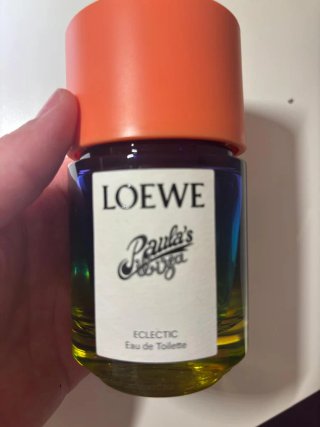 LOEWE
Paula's
Ibiza
ECLECTIC
Eau de Toilette